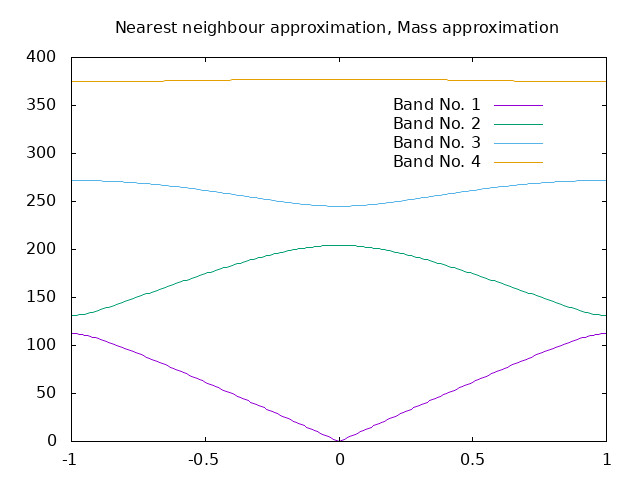 Nearest neighbour approximation, Mass approximation
400
350
300
250
200
150
100
50
0
Band No. 1
Band No. 2
Band No. 3
Band No. 4
-1 -0.5 0 0.5 1